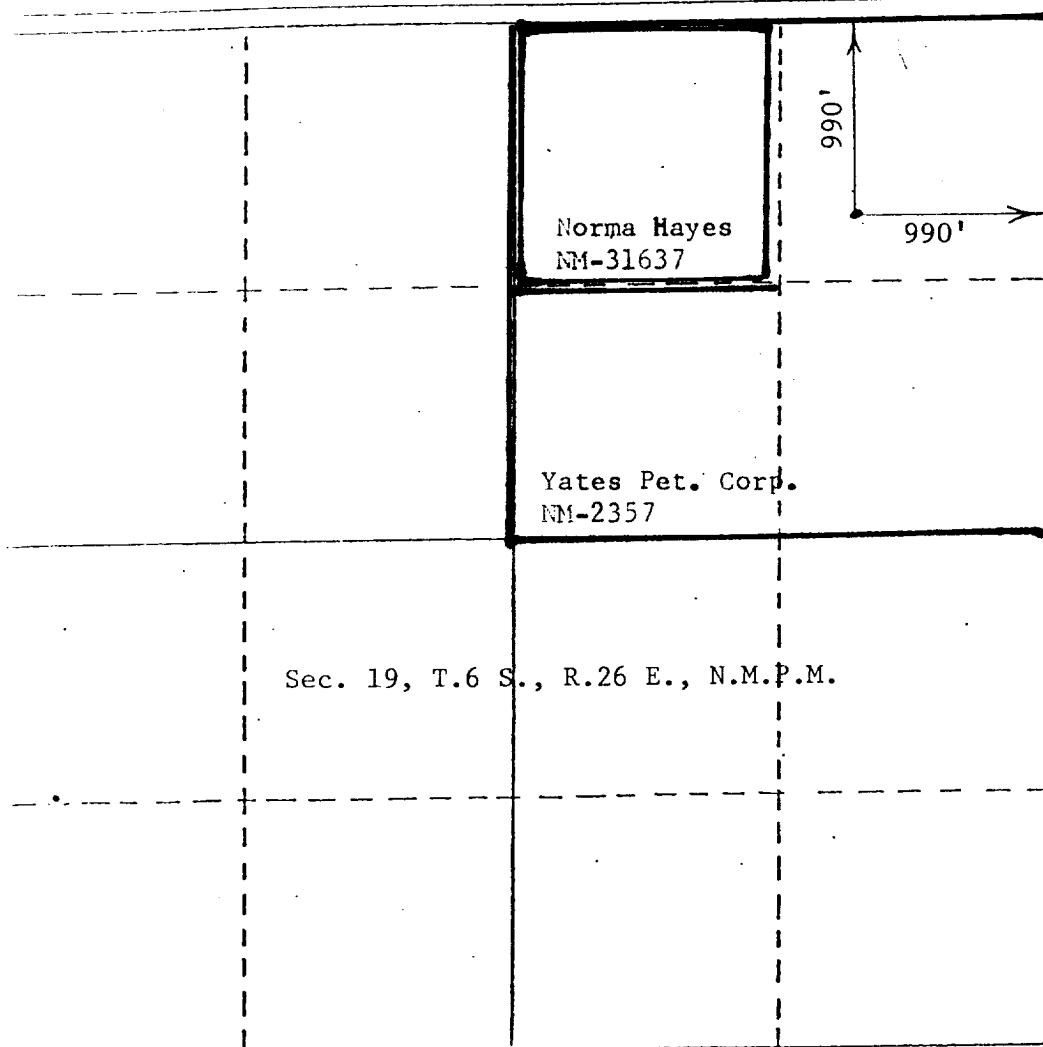 990'
990'
Norma Hayes
NM-31637
Yates Pet. Corp.
NM-2357
Sec. 19, T.6 S., R.26 E., N.M.P.M.